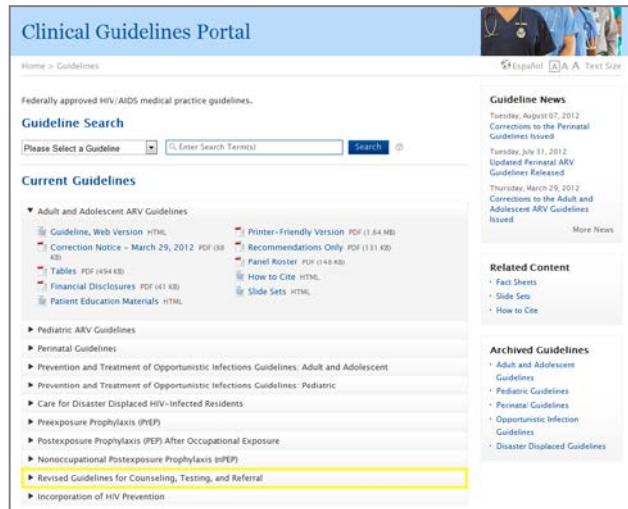 Clinical Guidelines Portal
Home > Guidelines
Español A A A Text Size
Federally approved HIV/AIDS medical practice guidelines.
Guideline Search
Please Select a Guideline
Enter Search Term(s)
Search
Current Guidelines
Adult and Adolescent ARV Guidelines
Guideline, Web Version HTML
Correction Notice - March 29, 2012 PDF (88 KB)
Tables PDF (494 KB)
Financial Disclosures PDF (41 KB)
Patient Education Materials HTML
Printer-Friendly Version PDF (1.64 MB)
Recommendations Only PDF (131 KB)
Panel Roster PDF (148 KB)
How to Cite HTML
Slide Sets HTML
Pediatric ARV Guidelines
Perinatal Guidelines
Prevention and Treatment of Opportunistic Infections Guidelines: Adult and Adolescent
Prevention and Treatment of Opportunistic Infections Guidelines: Pediatric
Care for Disaster Displaced HIV-Infected Residents
Preexposure Prophylaxis (PrEP)
Postexposure Prophylaxis (PEP) After Occupational Exposure
Nonoccupational Postexposure Prophylaxis (nPEP)
Revised Guidelines for Counseling, Testing, and Referral
Incorporation of HIV Prevention
Guideline News
Tuesday, August 07, 2012
Corrections to the Perinatal
Guidelines Issued
Tuesday, July 31, 2012
Updated Perinatal ARV
Guidelines Released
Thursday, March 29, 2012
Corrections to the Adult and
Adolescent ARV Guidelines
Issued
More News
Related Content
Fact Sheets
Slide Sets
How to Cite
Archived Guidelines
Adult and Adolescent
Guidelines
Pediatric Guidelines
Perinatal Guidelines
Opportunistic Infection
Guidelines
Disaster Displaced Guidelines